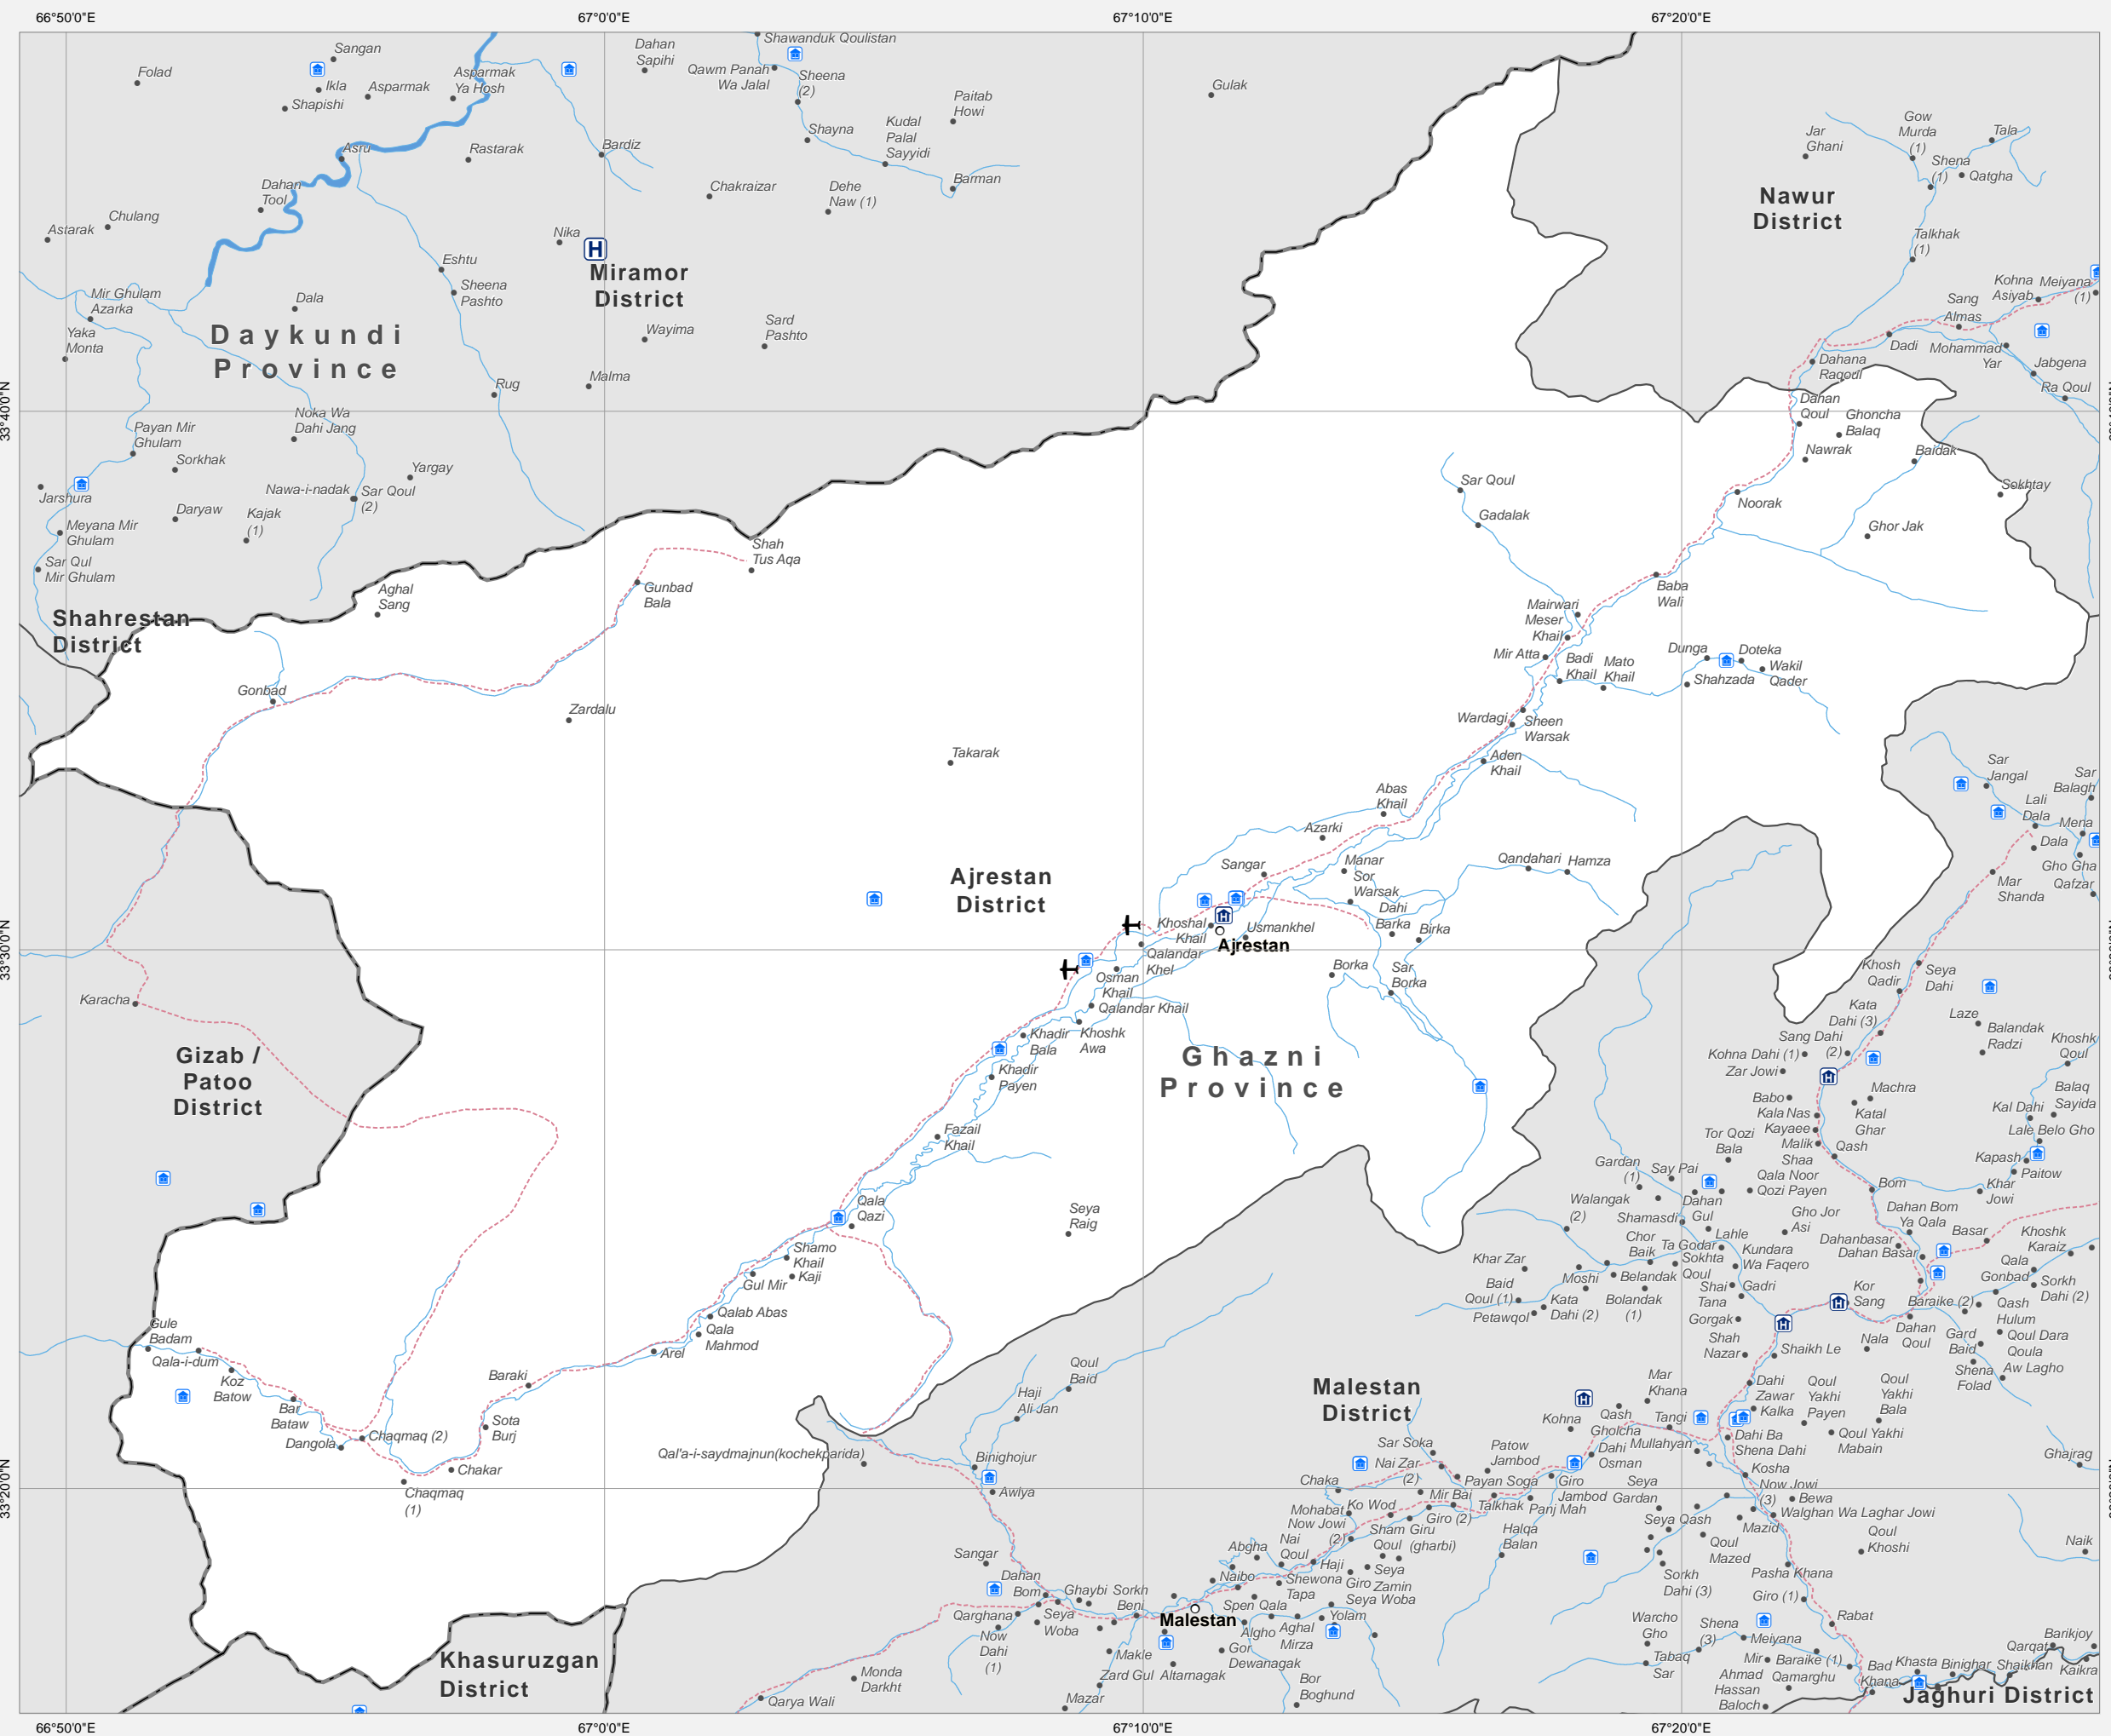 66°50'0"E
67°0'0"E
67°10'0"E
67°20'0"E
Sangan
Folad
Ikla
Shapishi
Asparmak
Asparmak
Ya Hosh
Dahan
Sapihi
Shawanduk Qoulistan
Qawm Panah
Wa Jalal
Sheena
(2)
Shayna
Kudal
Palal
Sayyidi
Paitab
Howi
Gulak
Barman
Asru
Rastarak
Bardiz
Dahan
Tool
Chakraizar
Dehe
Naw (1)
Chulang
Astarak
Nika
H
Miramor
District
Eshtu
Sheena
Pashto
Mir Ghulam
Azarka
Dala
Yaka
Monta
Daykundi
Province
Wayima
Sard
Pashto
Rug
Malma
Noka Wa
Dahi Jang
Payan Mir
Ghulam
Sorkhak
Yargay
Nawa-i-nadak
Sar Qoul
(2)
Jarshura
Daryaw
Kajak
(1)
Meyana Mir
Ghulam
Sar Qul
Mir Ghulam
Shahrestan
District
Aghal
Sang
Shah
Tus Aqa
Gunbad
Bala
Gonbad
Zardalu
Takarak
Jar
Ghani
Gow
Murda
(1)
Tala
Shena
(1)
Qatgha
Nawur
District
Talkhak
(1)
Kohna
Asiyab
Meiyana
(1)
Sang
Almas
Dadi
Mohammad
Yar
Jabgena
Ra Qoul
Dahana
Raqoul
Dahan
Qoul
Ghoncha
Balaq
Nawrak
Baidak
Sokhtay
Noorak
Ghor Jak
Sar Qoul
Gadalak
Baba
Wali
Mairwari
Meser
Khail
Mir Atta
Badi
Khail
Mato
Khail
Dunga
Doteka
Wakil
Qader
Shahzada
Wardagi
Sheen
Warsak
Aden
Khail
Abas
Khail
Azarki
Sangar
Manar
Sor
Warsak
Qandahari
Hamza
Dahi
Barka
Birka
Ajrestan
District
Khoshal
Khail
Usmankhel
Ajrestan
Qalandar
Khel
Osman
Khail
Qalandar Khail
Borka
Sar
Borka
Khadir
Bala
Khoshk
Awa
Khadir
Payen
Ghazni
Province
Fazail
Khail
Karacha
Gizab /
Patoo
District
Qala
Qazi
Seya
Raig
Shamo
Khail
Kaji
Gul Mir
Qalab Abas
Qala
Mahmod
Arel
Baraki
Gule
Badam
Qala-i-dum
Koz
Batow
Bar
Bataw
Dangola
Chaqmaq (2)
Sota
Burj
Chakar
Chaqmaq
(1)
Qal'a-i-saydmajnun(kochekparida)
Haji
Ali Jan
Qoul
Baid
Binighojur
Awlya
Sangar
Dahan
Bom
Ghaybi
Sorkh
Beni
Qarghana
Seya
Woba
Now
Dahi
(1)
Monda
Darkht
Qarya Wali
Makle
Zard Gul
Mazar
Altamagak
Khasuruzgan
District
Sar
Jangal
Sar
Balagh
Lali
Dala
Mena
Dala
Gho Gha
Qafzar
Mar
Shanda
Khosh
Qadir
Seya
Dahi
Kata
Dahi (3)
Laze
Balandak
Radzi
Khoshk
Qoul
Sang Dahi
(2)
Kohna Dahi (1)
Zar Jowi
Machra
Babo
Kala Nas
Kayaee
Malik
Katal
Ghar
Balaq
Sayida
Kal Dahi
Lale Belo Gho
Tor Qozi
Bala
Shaa
Qash
Kapash
Paitow
Gardan
(1)
Say Pai
Qala Noor
Qozi Payen
Bom
Khar
Jowi
Walangak
(2)
Dahan
Gul
Shamasdi
Gho Jor
Asi
Dahan Bom
Ya Qala
Basar
Khoshk
Karaiz
Chor
Baik
Ta Godar
Lahle
Dahanbasar
Dahan Basar
Khar Zar
Sokhta
Qoul
Kundara
Wa Faqero
Qala
Gonbad
Moshi
Belandak
Shai
Tana
Gadri
Sorkh
Dahi (2)
Baid
Qoul (1)
Kata
Dahi (2)
Bolandak
(1)
Kor
Sang
Baraike (2)
Qash
Hulum
Petawqol
Gorgak
Dahan
Qoul
Shah
Nazar
Shaikh Le
Nala
Gard
Baid
Qoul Dara
Qoula
Shena
Folad
Aw Lagho
Malestan
District
Mar
Khana
Dahi
Zawar
Kalka
Qoul
Yakhi
Payen
Qoul
Yakhi
Bala
Kohna
Qash
Gholcha
Tangi
Mullahyan
Dahi Ba
Shena Dahi
Qoul Yakhi
Mabain
Ghairag
Sar Soka
Nai Zar
(2)
Patow
Jambod
Dahi
Osman
Kosha
Chaka
Payan Soga
Giro
Jambod
Seya
Gardan
Now Jowi
(3)
Bewa
Mohabat
Ko Wod
Mir Bai
Talkhak
Panj Mah
Walghan Wa Laghar Jowi
Now Jowi
(2)
Giro (2)
Seya Qash
Mazid
Sham
Qoul
Giru
(gharbi)
Halqa
Balan
Qoul
Mazed
Qoul
Khoshi
Naik
Abgha
Nai
Qoul
Haji
Seya
Zamin
Naibo
Shewona
Tapa
Giro
Seya Woba
Sorkh
Dahi (3)
Pasha Khana
Giro (1)
Malestan
Spen Qala
Yolam
Algho
Aghal
Mirza
Warcho
Gho
Shena
(3)
Rabat
Gor
Dewanagak
Meiyana
Barikjoy
Qarqat
Tabaq
Sar
Mir
Baraike (1)
Bad
Khana
Khasta
Binighar
Shaikhan
Kaikra
Bor
Boghund
Ahmad
Hassan
Baloch
Qamarghu
Jaghuri District
33°40'0"N
33°30'0"N
33°20'0"N
66°50'0"E
67°0'0"E
67°10'0"E
67°20'0"E